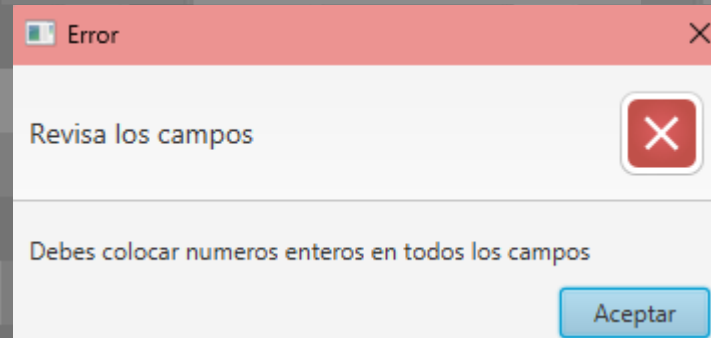 Error
Revisa los campos
Debes colocar numeros enteros en todos los campos
Aceptar